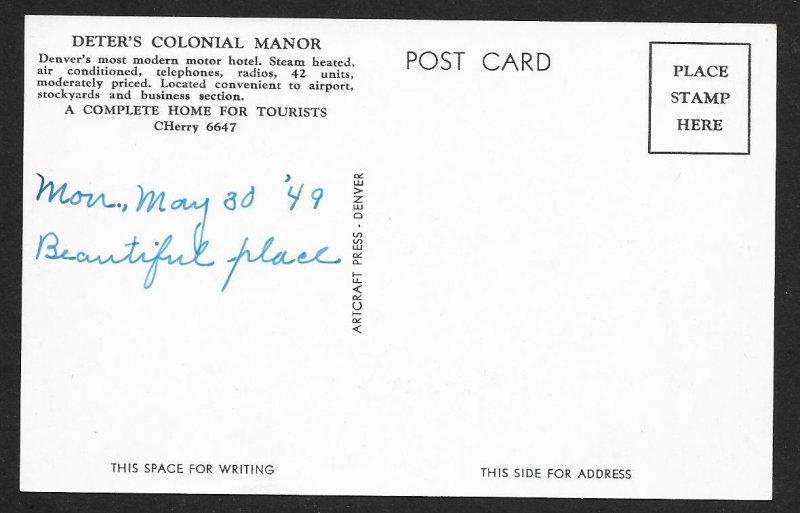 DETER'S COLONIAL MANOR
Denver's most modern motor hotel. Steam heated,
air conditioned, telephones, radios, 42 units,
moderately priced. Located convenient to airport,
stockyards and business section.
A COMPLETE HOME FOR TOURISTS
CHerry 6647
POST CARD
PLACE
STAMP
HERE
Mon., May 30 '49
Beautiful place
ARTCRAFT PRESS - DENVER
THIS SPACE FOR WRITING
THIS SIDE FOR ADDRESS